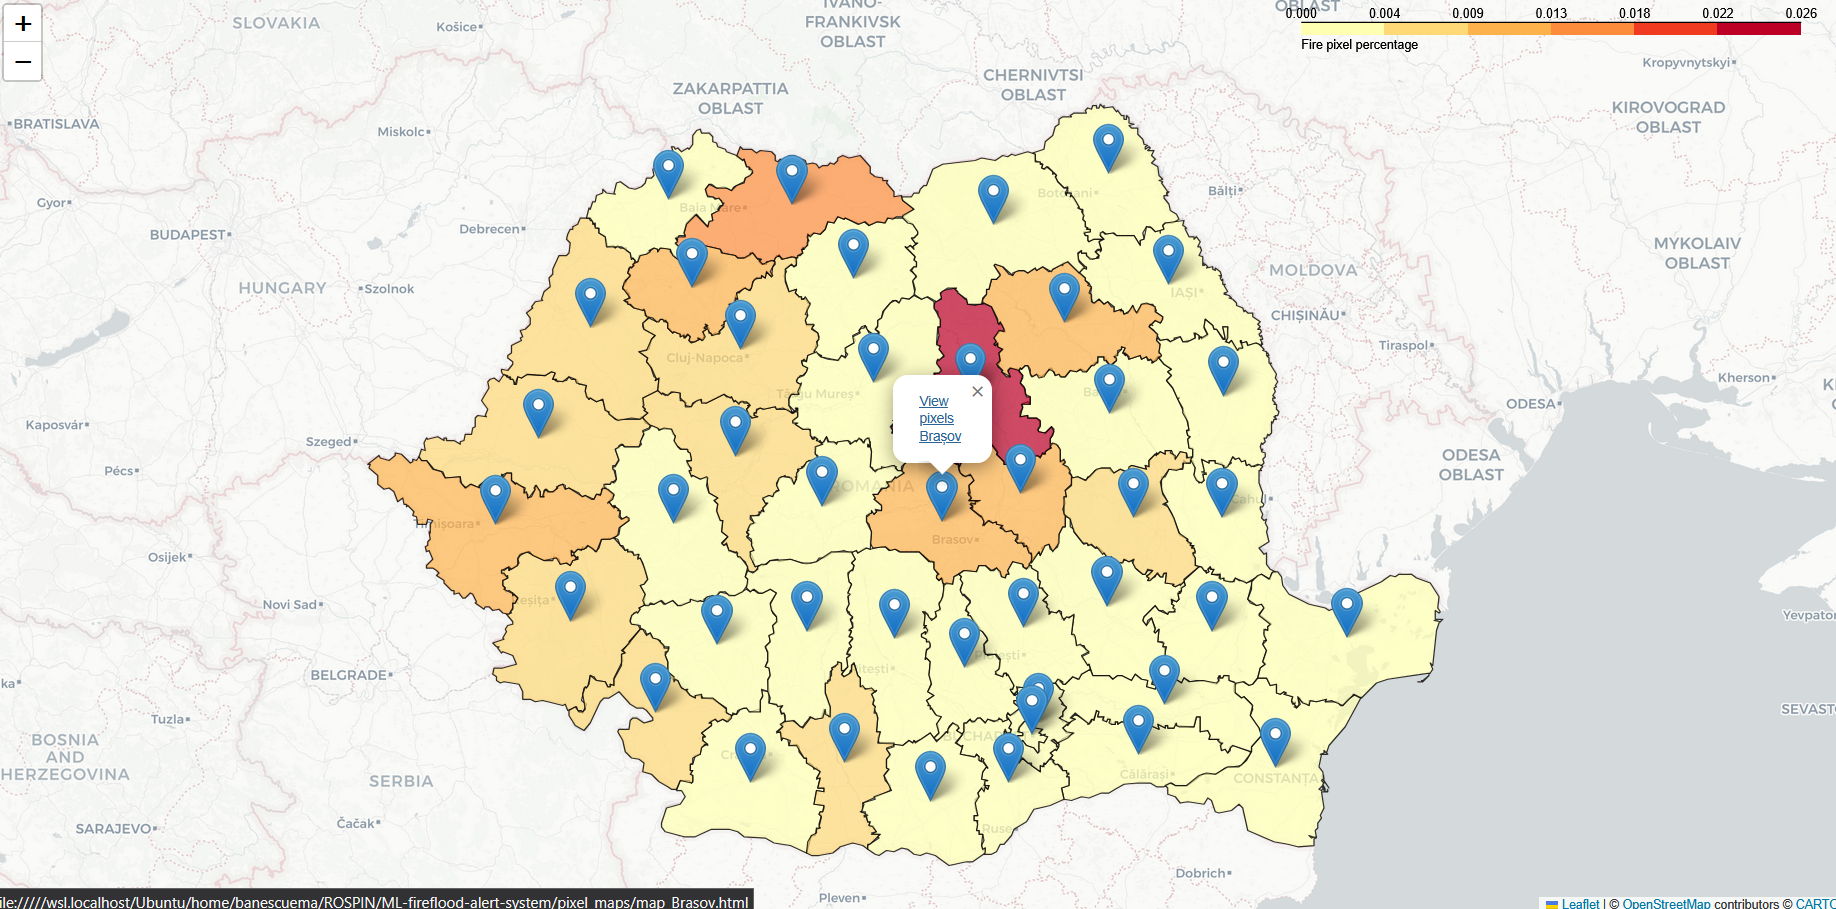 +
−
SLOVAKIA
Košice
IVANO-
FRANKIVSK
OBLAST
OBLAST
0.000 0.004 0.009 0.013 0.018 0.022 0.026
Fire pixel percentage
ZAKARPATTIA
OBLAST
CHERNIVTSI
OBLAST
Kropyvnytskyi
KIROVOGRAD
OBLAST
BRATISLAVA
Miskolc
Gyor
BUDAPEST
Debrecen
Baia Mare
Botoșani
Bălți
MYKOLAIV
OBLAST
MOLDOVA
HUNGARY
Szolnok
IAȘI
CHIȘINĂU
Tiraspol
Cluj-Napoca
Târgu Mureș
Kherson
ODESA
Kaposvár
Szeged
Pécs
View
pixels
Brașov
×
ODESA
OBLAST
ROMANIA
Cahul
Timișoara
Brasov
Osijek
Novi Sad
Yevpator
BELGRADE
Ploiești
Tuzla
SEVAST
BOSNIA
AND
HERZEGOVINA
SERBIA
Călărași
CONSTANȚA
SARAJEVO
Čačak
Ruse
Dobrich
Pleven
ile://///wsl.localhost/Ubuntu/home/banescuema/ROSPIN/ML-fireflood-alert-system/pixel_maps/map_Brasov.html
Leaflet | © OpenStreetMap contributors © CARTO